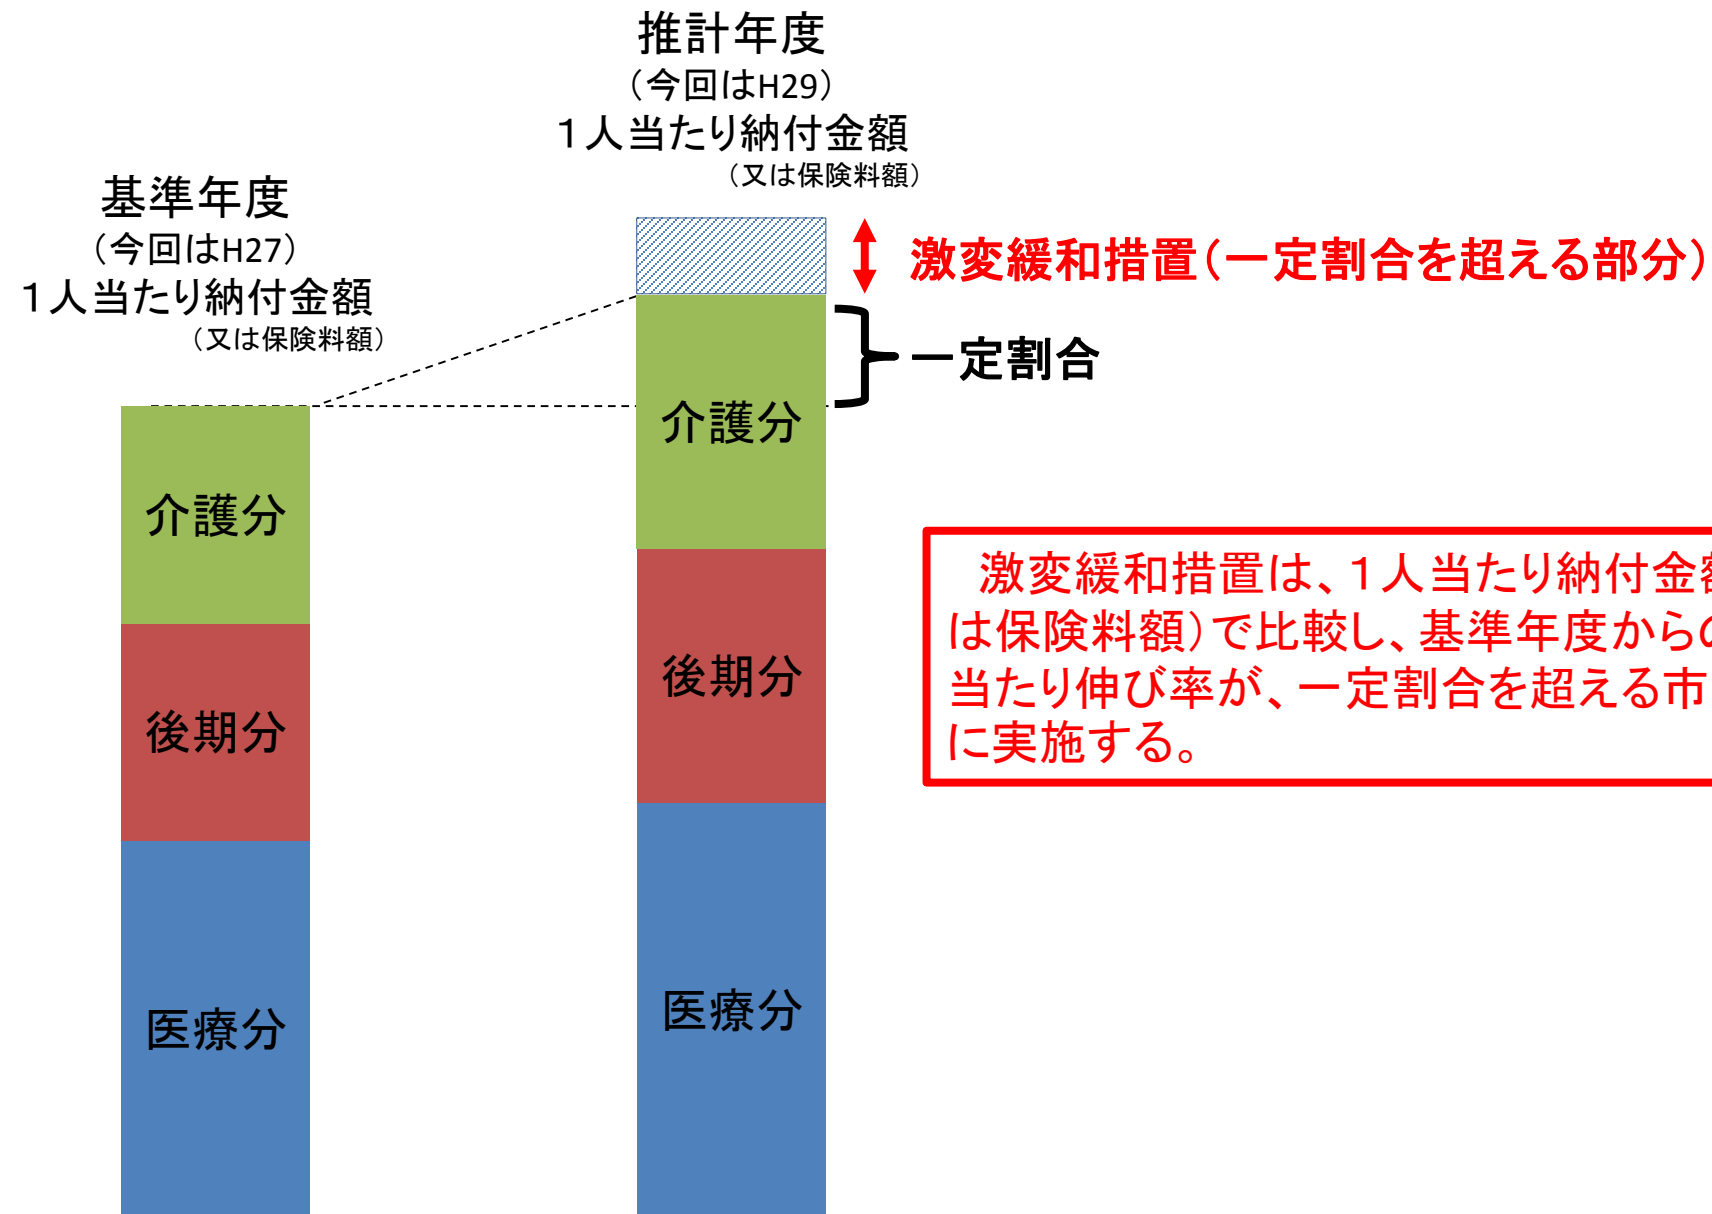 推計年度
（今回はH29）
１人当たり納付金額
（又は保険料額）
基準年度
（今回はH27）
１人当たり納付金額
（又は保険料額）
激変緩和措置（一定割合を超える部分）
一定割合
介護分
後期分
医療分
介護分
後期分
医療分
激変緩和措置は、１人当たり納付金
は保険料額）で比較し、基準年度から
当たり伸び率が、一定割合を超える市
に実施する。